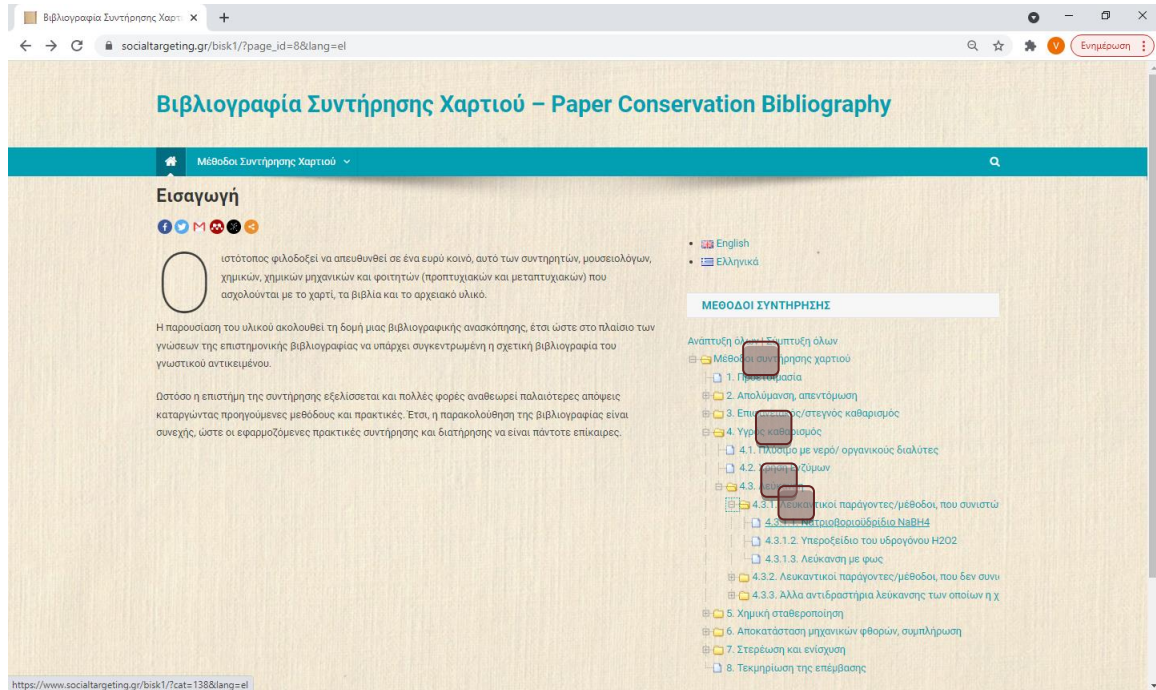 Βιβλιογραφία Συντήρησης Χαρτ
socialtargeting.gr/bisk1/?page_id=8&lang=el
V
Ενημέρωση
Βιβλιογραφία Συντήρησης Χαρτιού – Paper Conservation Bibliography
Μέθοδοι Συντήρησης Χαρτιού
Εισαγωγή
Ο ιστότοπος φιλοδοξεί να απευθυνθεί σε ένα ευρύ κοινό, αυτό των συντηρητών, μουσειολόγων,
χημικών, χημικών μηχανικών και φοιτητών (προπτυχιακών και μεταπτυχιακών) που
ασχολούνται με το χαρτί, τα βιβλία και το αρχειακό υλικό.
Η παρουσίαση του υλικού ακολουθεί τη δομή μιας βιβλιογραφικής ανασκόπησης, έτσι ώστε στο πλαίσιο των
γνώσεων της επιστημονικής βιβλιογραφίας να υπάρχει συγκεντρωμένη η σχετική βιβλιογραφία του
γνωστικού αντικειμένου.
Ωστόσο η επιστήμη της συντήρησης εξελίσσεται και πολλές φορές αναθεωρεί παλαιότερες απόψεις
καταργώντας προηγούμενες μεθόδους και πρακτικές. Έτσι, η παρακολούθηση της βιβλιογραφίας είναι
συνεχής, ώστε οι εφαρμοζόμενες πρακτικές συντήρησης και διατήρησης να είναι πάντοτε επίκαιρες.
English
Ελληνικά
ΜΕΘΟΔΟΙ ΣΥΝΤΗΡΗΣΗΣ
Ανάπτυξη όλων | Σύμπτυξη όλων
Μέθοδοι συντήρησης χαρτιού
1. Προετοιμασία
2. Απολύμανση, απεντόμωση
3. Επιφανειακός/στεγνός καθαρισμός
4. Υγρός καθαρισμός
4.1. Πλύσιμο με νερό/ οργανικούς διαλύτες
4.2. Χρήση ενζύμων
4.3. Λεύκανση
4.3.1. Λευκαντικοί παράγοντες/μέθοδοι, που συνιστώ
4.3.1.1. Νατριοβοριοϋδρίδιο NaBH4
4.3.1.2. Υπεροξείδιο του υδρογόνου H2O2
4.3.1.3. Λεύκανση με φως
4.3.2. Λευκαντικοί παράγοντες/μέθοδοι, που δεν συνι
4.3.3. Άλλα αντιδραστήρια λεύκανσης των οποίων η χ
5. Χημική σταθεροποίηση
6. Αποκατάσταση μηχανικών φθορών, συμπλήρωση
7. Στερέωση και ενίσχυση
8. Τεκμηρίωση της επέμβασης
https://www.socialtargeting.gr/bisk1/?cat=138&lang=el